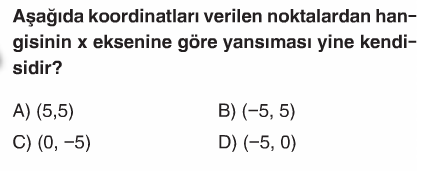 Aşağıda koordinatları verilen noktalardan han-
gisinin x eksenine göre yansıması yine kendi-
sidir?
A) (5,5) B) (−5, 5)
C) (0, −5) D) (−5, 0)